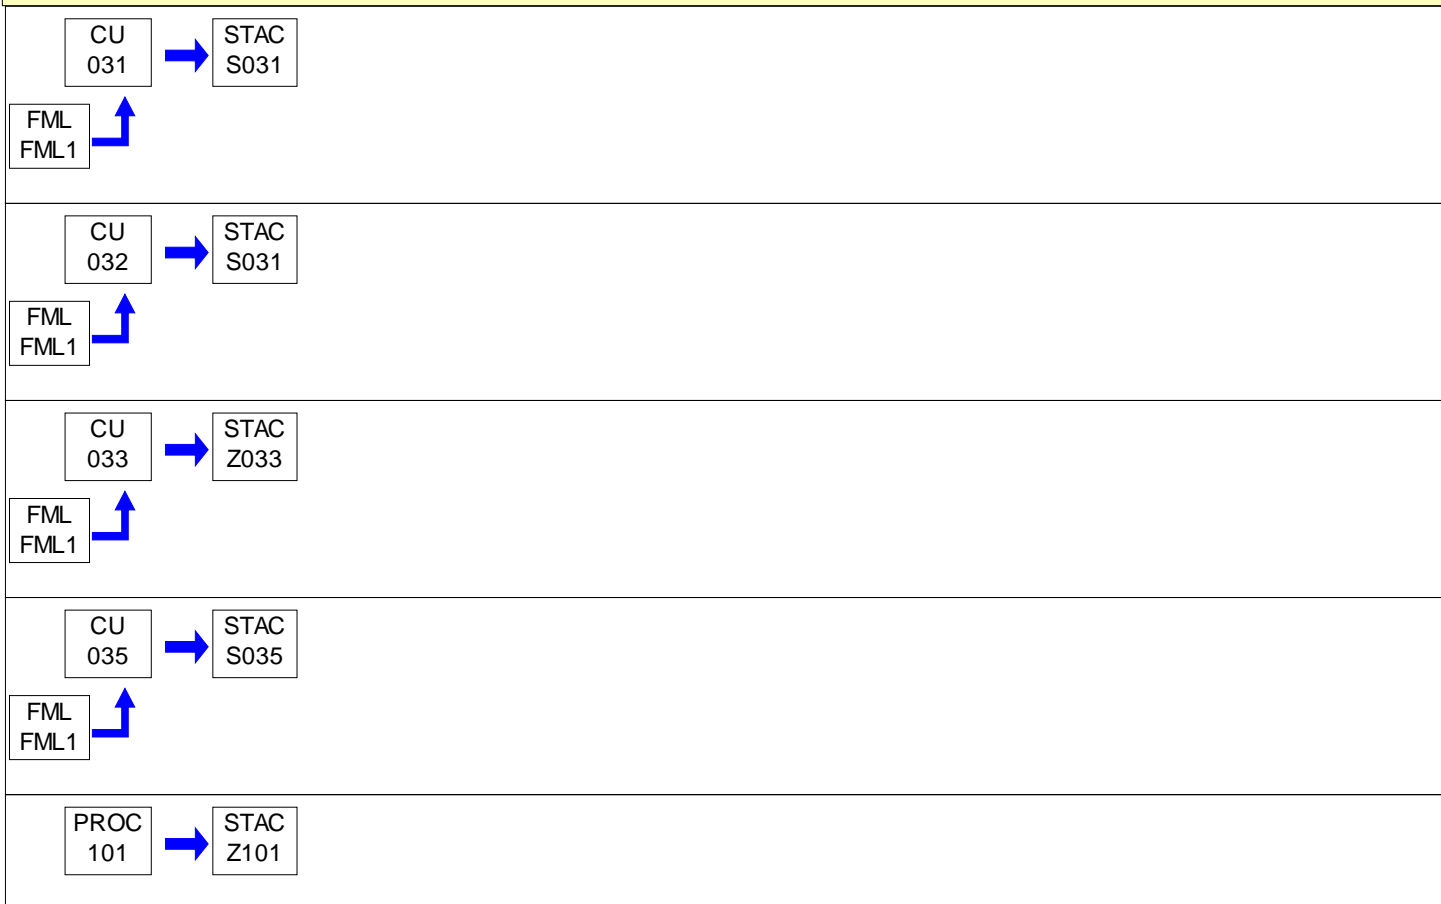 CU
031
STAC
S031
FML
FML1
CU
032
STAC
S031
FML
FML1
CU
033
STAC
Z033
FML
FML1
CU
035
STAC
S035
FML
FML1
PROC
101
STAC
Z101